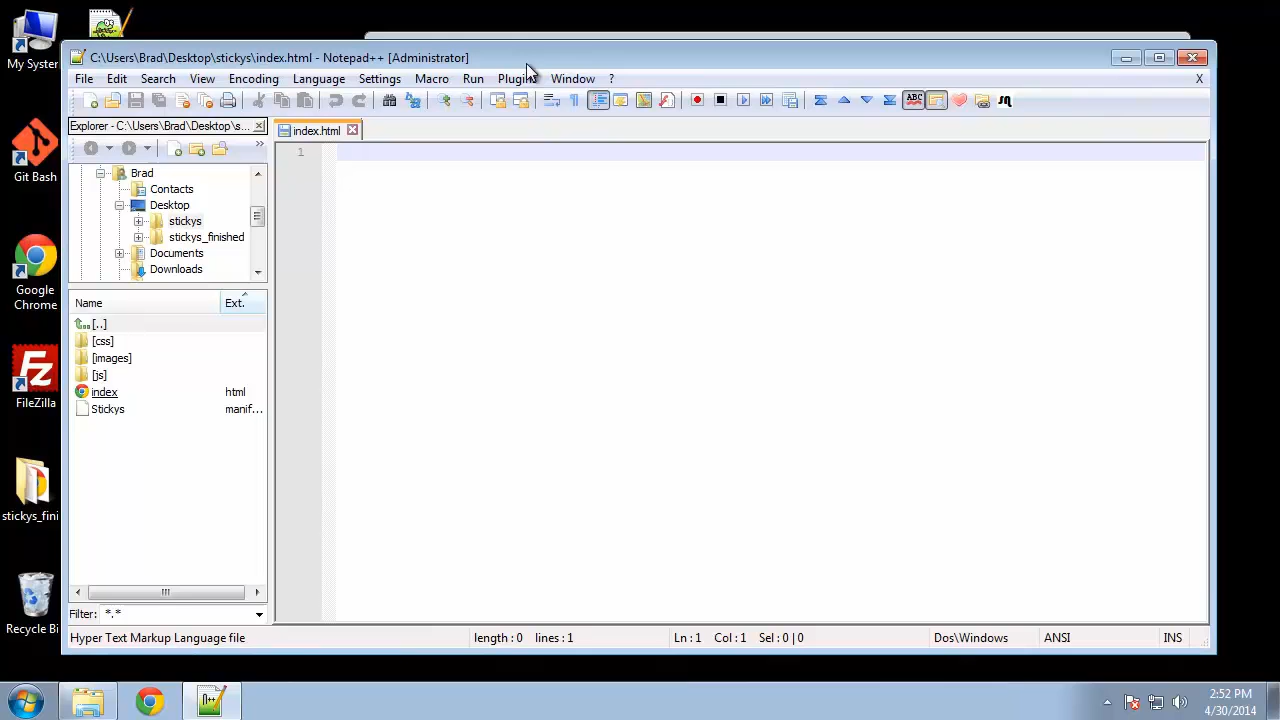 My Syster
C:\Users\Brad\Desktop\stickys\index.html - Notepad++ [Administrator]
File Edit Search View Encoding Language Settings Macro Run Plugins Window ? X
ABC
Explorer - C:\Users\Brad\Desktop\s...
index.html
1
Brad
Contacts
Desktop
stickys
stickys_finished
Documents
Downloads
Name Ext.
[..]
[css]
[images]
[js]
index html
Stickys manif...
Filter: *.*
Hyper Text Markup Language file length : 0 lines : 1 Ln : 1 Col : 1 Sel : 0 | 0 Dos\Windows ANSI INS
Git Bash
Google
Chrome
FileZilla
stickys_fini
Recycle Bi
2:52 PM
4/30/2014